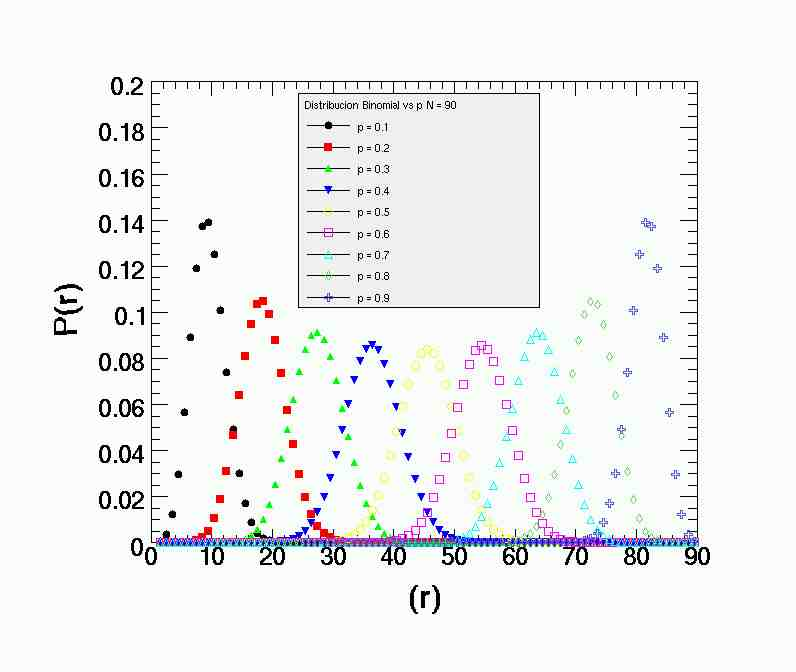 0.2
0.18
0.16
0.14
0.12
0.1
0.08
0.06
0.04
0.02
0
P(r)
Distribucion Binomial vs p N = 90
p = 0.1
p = 0.2
p = 0.3
p = 0.4
p = 0.5
p = 0.6
p = 0.7
p = 0.8
p = 0.9
0 10 20 30 40 50 60 70 80 90
(r)